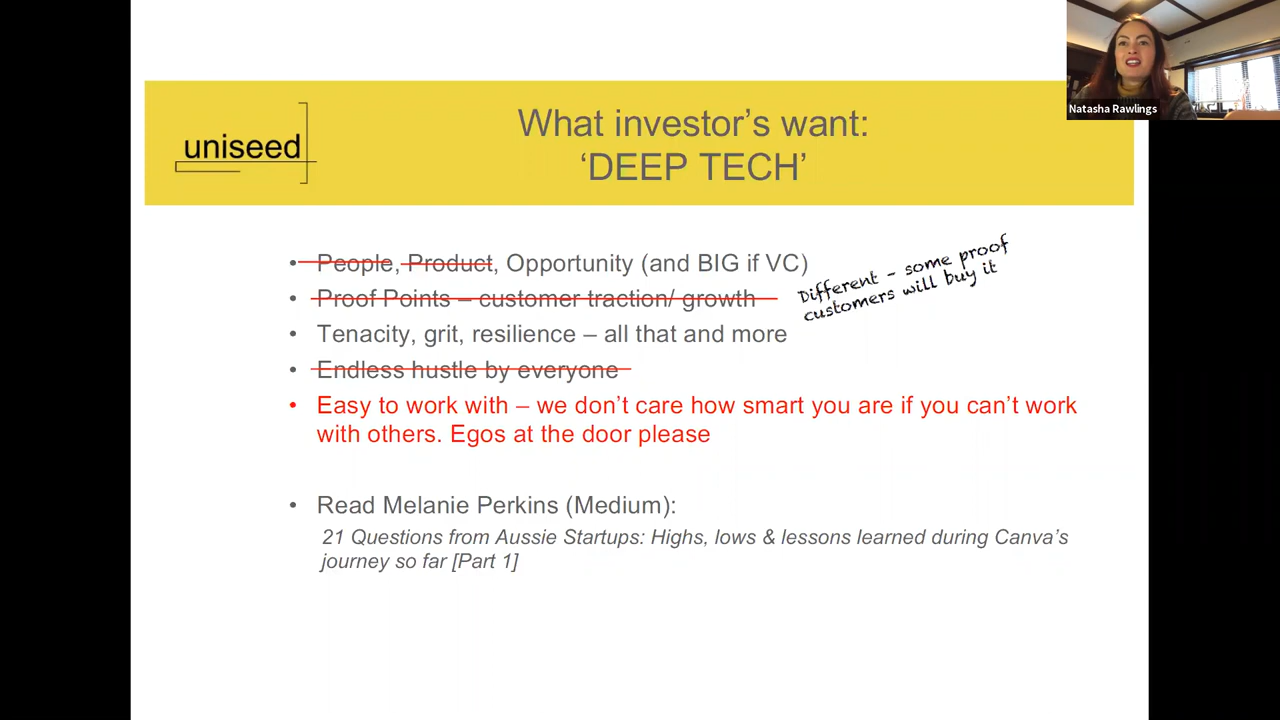 Natasha Rawlings
uniseed
What investor's want:
‘DEEP TECH’
• People, Product, Opportunity (and BIG if VC)
• Proof Points – customer traction/ growth
Different – some proof
customers will buy it
• Tenacity, grit, resilience – all that and more
• Endless hustle by everyone
• Easy to work with – we don’t care how smart you are if you can’t work
with others. Egos at the door please
• Read Melanie Perkins (Medium):
21 Questions from Aussie Startups: Highs, lows & lessons learned during Canva’s
journey so far [Part 1]